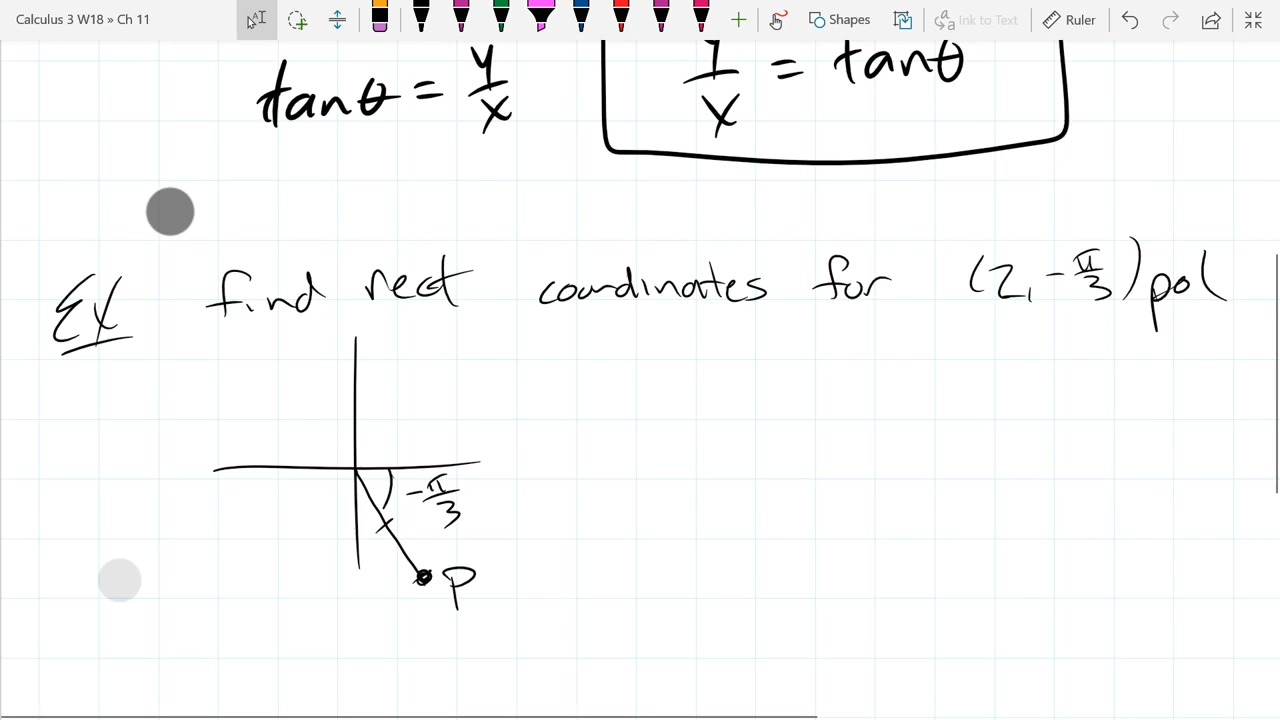 Calculus 3 W18 » Ch 11
Shapes
Ink to Text
Ruler
tanθ = y/x
y/x = tanθ
EX find rect coordinates for (2, -π/3) pol
-π/3
P